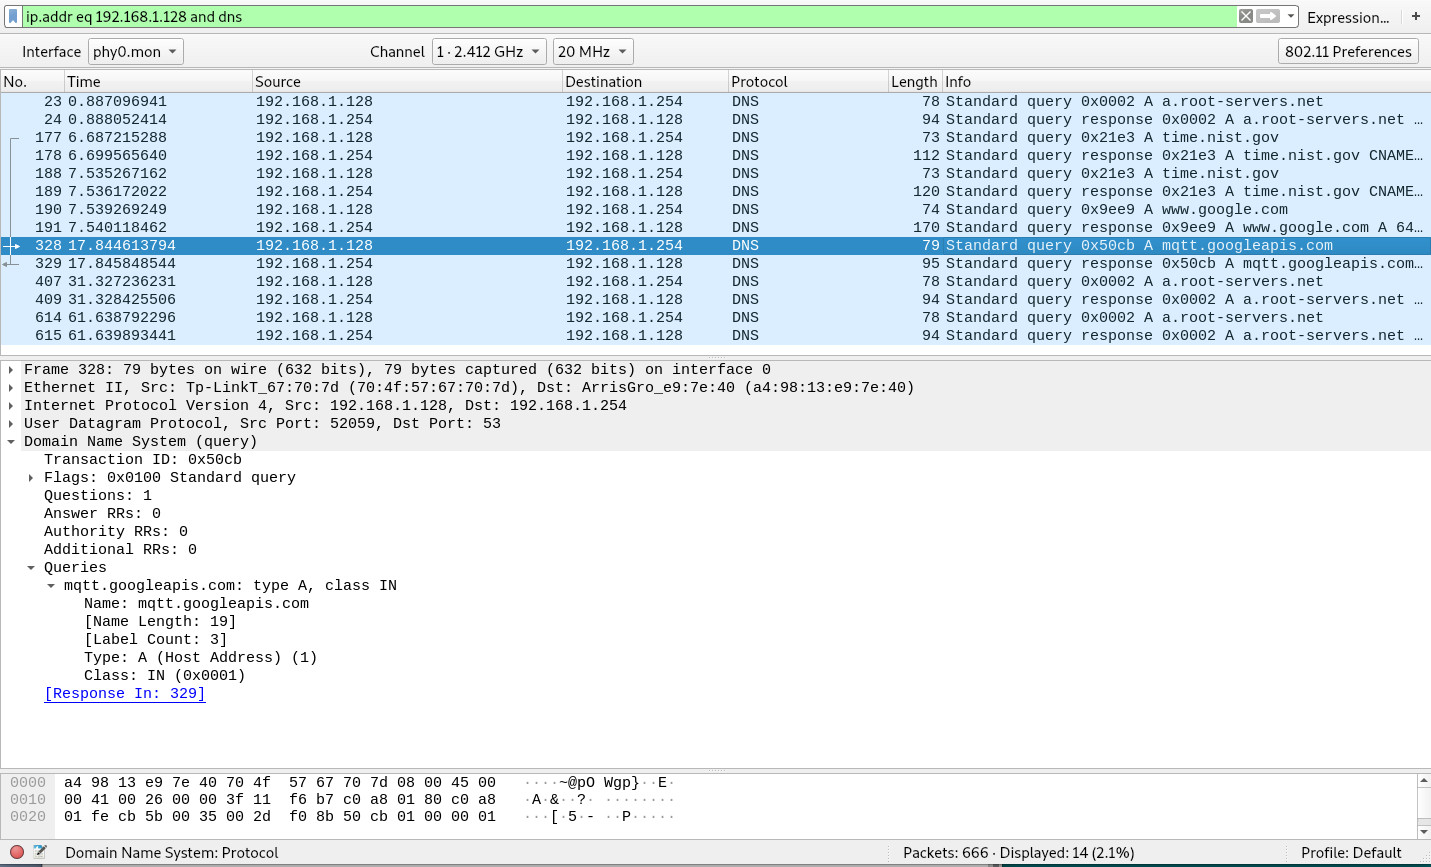 ip.addr eq 192.168.1.128 and dns Expression… +
Interface phy0.mon Channel 1 · 2.412 GHz 20 MHz 802.11 Preferences
No. Time Source Destination Protocol Length Info
23 0.887096941 192.168.1.128 192.168.1.254 DNS 78 Standard query 0x0002 A a.root-servers.net
24 0.888052414 192.168.1.254 192.168.1.128 DNS 94 Standard query response 0x0002 A a.root-servers.net …
177 6.687215288 192.168.1.128 192.168.1.254 DNS 73 Standard query 0x21e3 A time.nist.gov
178 6.699565640 192.168.1.254 192.168.1.128 DNS 112 Standard query response 0x21e3 A time.nist.gov CNAME…
188 7.535267162 192.168.1.128 192.168.1.254 DNS 73 Standard query 0x21e3 A time.nist.gov
189 7.536172022 192.168.1.254 192.168.1.128 DNS 120 Standard query response 0x21e3 A time.nist.gov CNAME…
190 7.539269249 192.168.1.128 192.168.1.254 DNS 74 Standard query 0x9ee9 A www.google.com
191 7.540118462 192.168.1.254 192.168.1.128 DNS 170 Standard query response 0x9ee9 A www.google.com A 64…
328 17.844613794 192.168.1.128 192.168.1.254 DNS 79 Standard query 0x50cb A mqtt.googleapis.com
329 17.845848544 192.168.1.254 192.168.1.128 DNS 95 Standard query response 0x50cb A mqtt.googleapis.com…
407 31.327236231 192.168.1.128 192.168.1.254 DNS 78 Standard query 0x0002 A a.root-servers.net
409 31.328425506 192.168.1.254 192.168.1.128 DNS 94 Standard query response 0x0002 A a.root-servers.net …
614 61.638792296 192.168.1.128 192.168.1.254 DNS 78 Standard query 0x0002 A a.root-servers.net
615 61.639893441 192.168.1.254 192.168.1.128 DNS 94 Standard query response 0x0002 A a.root-servers.net …
Frame 328: 79 bytes on wire (632 bits), 79 bytes captured (632 bits) on interface 0
Ethernet II, Src: Tp-LinkT_67:70:7d (70:4f:57:67:70:7d), Dst: ArrisGro_e9:7e:40 (a4:98:13:e9:7e:40)
Internet Protocol Version 4, Src: 192.168.1.128, Dst: 192.168.1.254
User Datagram Protocol, Src Port: 52059, Dst Port: 53
Domain Name System (query)
Transaction ID: 0x50cb
Flags: 0x0100 Standard query
Questions: 1
Answer RRs: 0
Authority RRs: 0
Additional RRs: 0
Queries
mqtt.googleapis.com: type A, class IN
Name: mqtt.googleapis.com
[Name Length: 19]
[Label Count: 3]
Type: A (Host Address) (1)
Class: IN (0x0001)
[Response In: 329]
0000 a4 98 13 e9 7e 40 70 4f 57 67 70 7d 08 00 45 00 ····~@pO Wgp}··E·
0010 00 41 00 26 00 00 3f 11 f6 b7 c0 a8 01 80 c0 a8 ·A·&··?· ········
0020 01 fe cb 5b 00 35 00 2d f0 8b 50 cb 01 00 00 01 ···[·5·- ··P·····
Domain Name System: Protocol Packets: 666 · Displayed: 14 (2.1%) Profile: Default